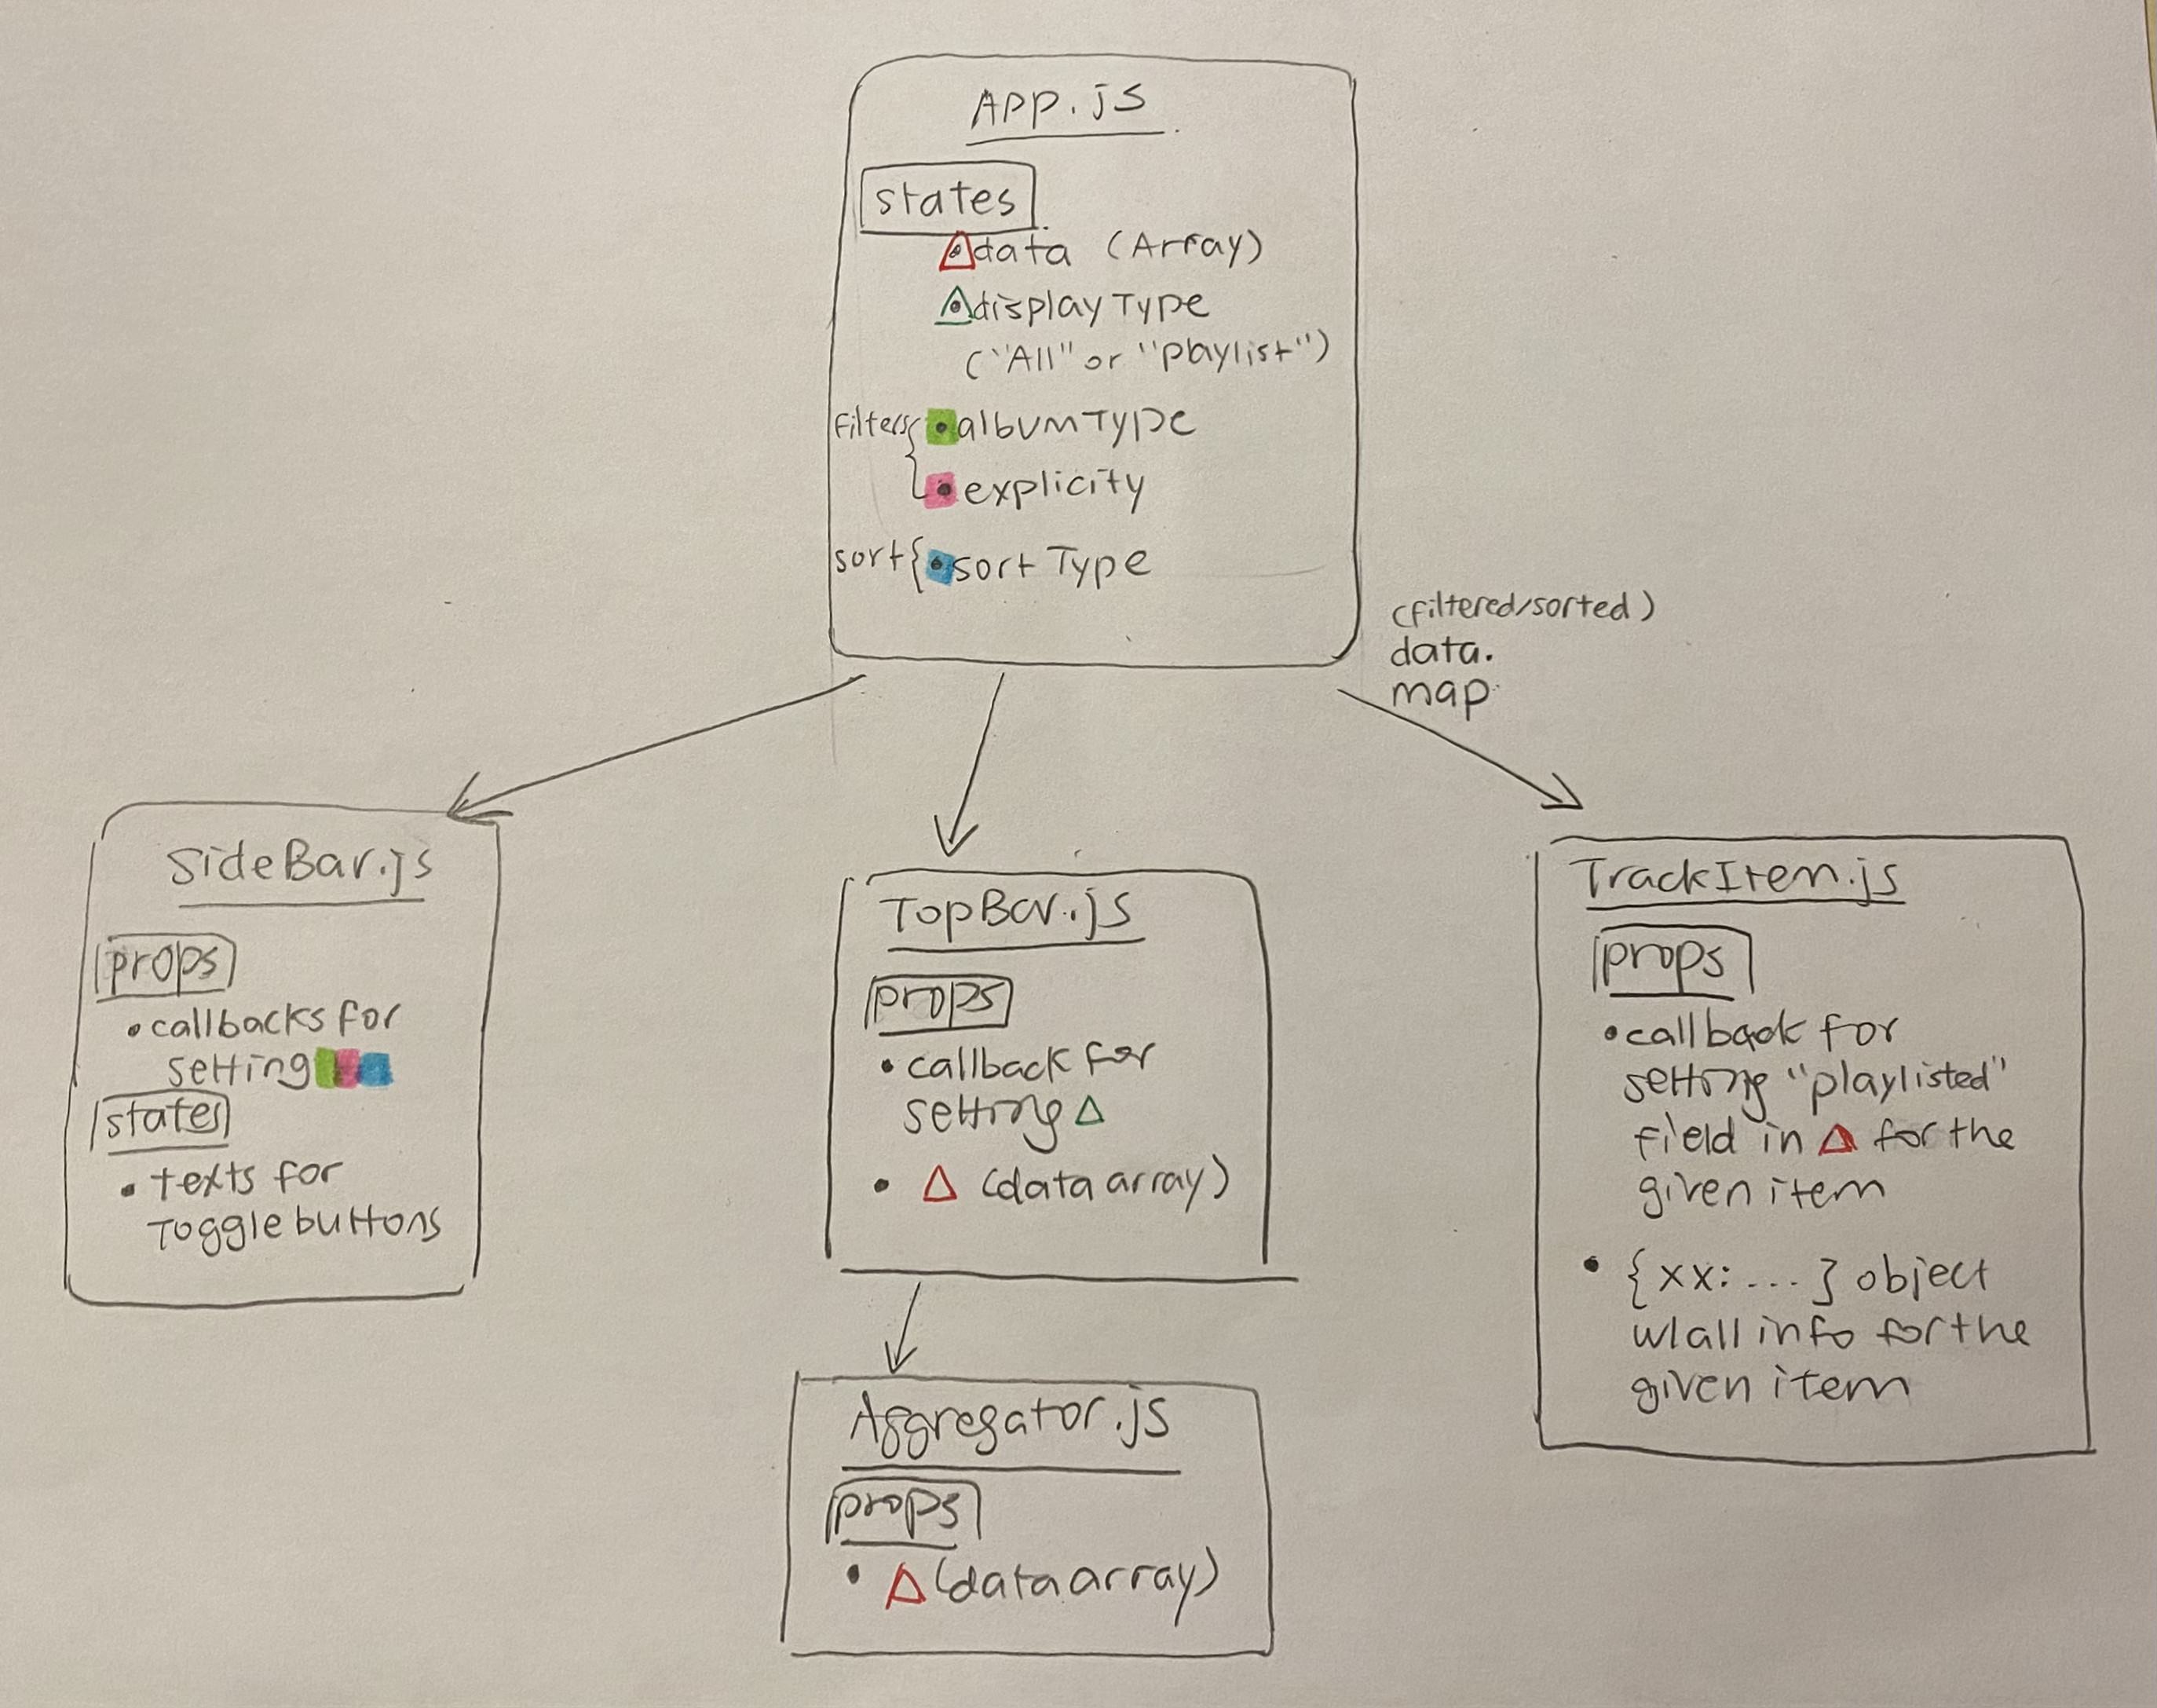 App.js
states
data (Array)
displayType
("All" or "playlist")
filters
albumType
explicity
sort
sortType
(filtered/sorted)
data.
map
SideBar.js
props
callbacks for
setting
states
texts for
Toggle buttons
TopBar.js
props
callback for
setting
(data array)
Aggregator.js
props
(data array)
TrackItem.js
props
callback for
setting "playlisted"
field in for the
given item
{xx: ... } object
w/all info for the
given item